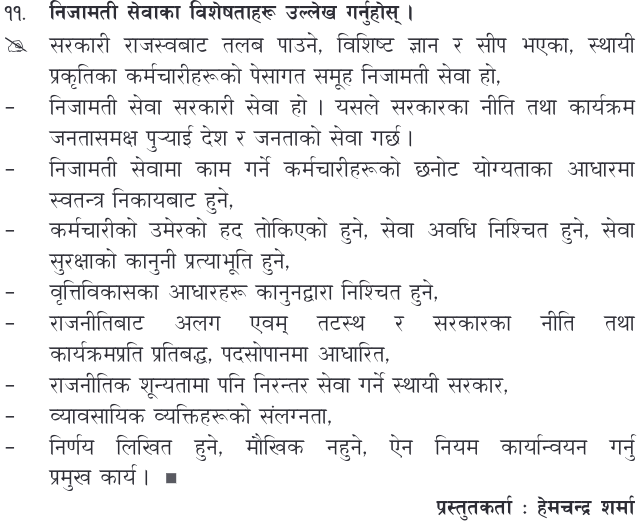 ११. निजामती सेवाका विशेषताहरू उल्लेख गर्नुहोस् ।
सरकारी राजस्वबाट तलब पाउने, विशिष्ट ज्ञान र सीप भएका, स्थायी
प्रकृतिका कर्मचारीहरूको पेसागत समूह निजामती सेवा हो,
– निजामती सेवा सरकारी सेवा हो । यसले सरकारका नीति तथा कार्यक्रम
जनतासमक्ष पुर्‍याई देश र जनताको सेवा गर्छ ।
– निजामती सेवामा काम गर्ने कर्मचारीहरूको छनोट योग्यताका आधारमा
स्वतन्त्र निकायबाट हुने,
– कर्मचारीको उमेरको हद तोकिएको हुने, सेवा अवधि निश्चित हुने, सेवा
सुरक्षाको कानुनी प्रत्याभूति हुने,
– वृत्तिविकासका आधारहरू कानुनद्वारा निश्चित हुने,
– राजनीतिबाट अलग एवम् तटस्थ र सरकारका नीति तथा
कार्यक्रमप्रति प्रतिबद्ध, पदसोपानमा आधारित,
– राजनीतिक शून्यतामा पनि निरन्तर सेवा गर्ने स्थायी सरकार,
– व्यावसायिक व्यक्तिहरूको संलग्नता,
– निर्णय लिखित हुने, मौखिक नहुने, ऐन नियम कार्यान्वयन गर्नु
प्रमुख कार्य । ■
प्रस्तुतकर्ता : हेमचन्द्र शर्मा